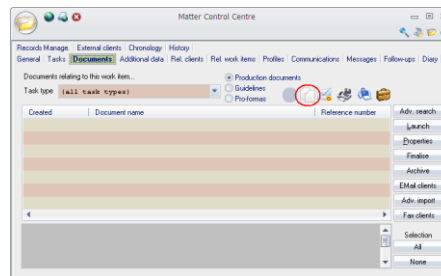 Matter Control Centre
Records Manage. External clients Chronology History
General Tasks Documents Additional data Rel. clients Rel. work items Profiles Communications Messages Follow-ups Diary
Documents relating to this work item...
Production documents
Task type (all task types)
Guidelines
Pro-formas
Created Document name Reference number
Adv. search
Launch
Properties
Finalise
Archive
EMail clients
Adv. import
Fax clients
Selection
All
None